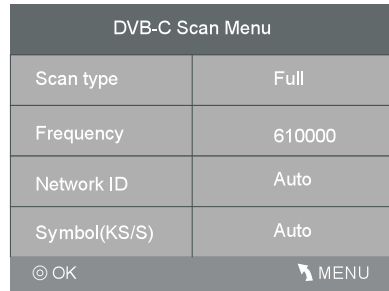 DVB-C Scan Menu
Scan type Full
Frequency 610000
Network ID Auto
Symbol(KS/S) Auto
OK MENU